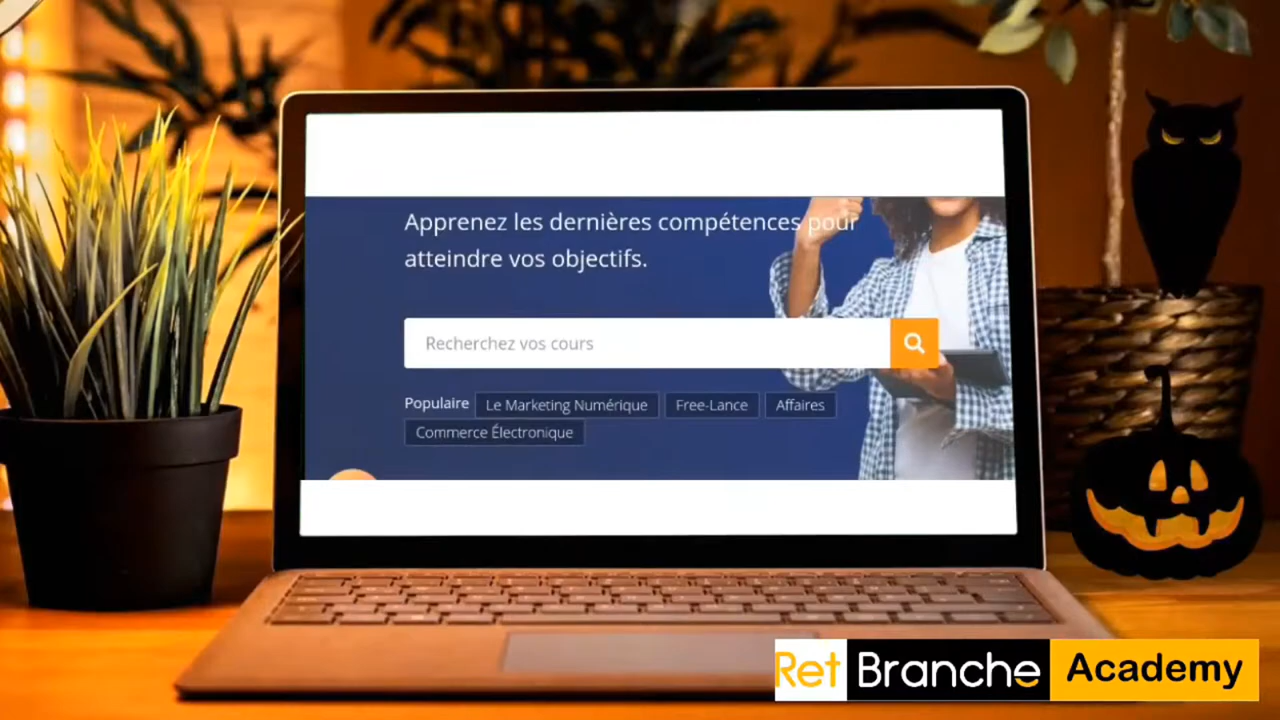 Apprenez les dernières compétences pour
atteindre vos objectifs.
Recherchez vos cours
Populaire Le Marketing Numérique Free-Lance Affaires
Commerce Électronique
Ret Branche Academy